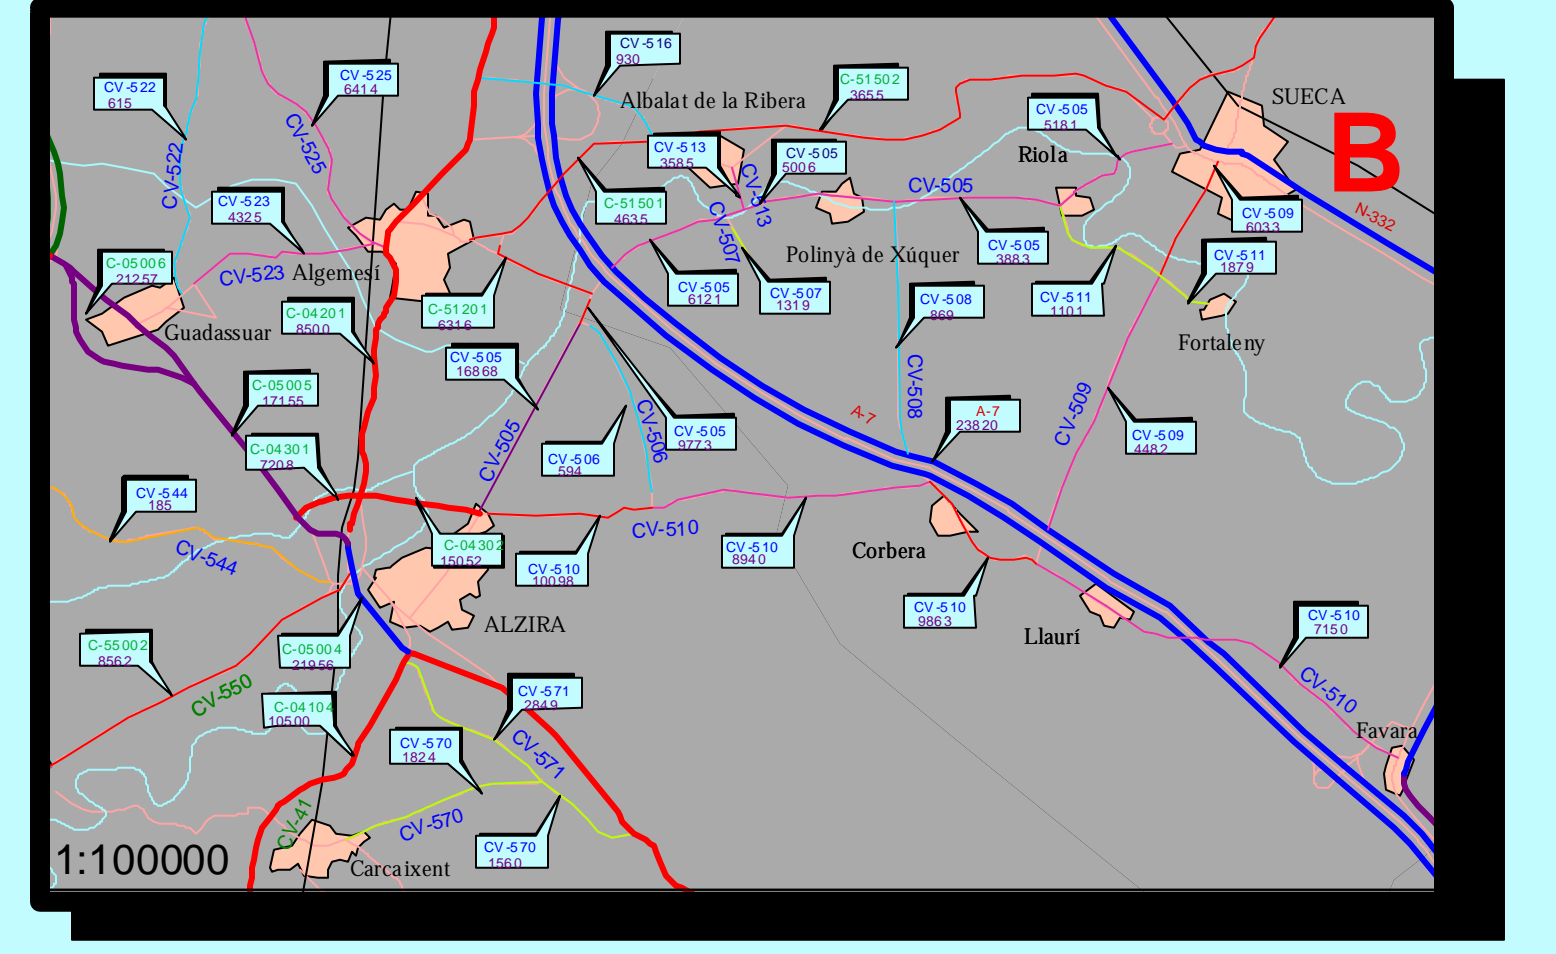 CV-516
930
CV-525
6414
CV-522
615
C-51502
3655
Albalat de la Ribera
SUECA
CV-505
5181
B
CV-525
CV-522
CV-513
3585
CV-505
5006
Riola
CV-505
CV-513
CV-523
4325
C-51501
4635
CV-507
CV-509
6033
N-332
Polinyà de Xúquer
CV-505
3883
CV-511
1879
C-05006
21257
CV-523
Algemesí
CV-505
6121
CV-507
1319
CV-508
869
CV-511
1101
C-04201
8500
C-51201
6316
Guadassuar
Fortaleny
CV-505
16868
C-05005
17155
CV-508
A-7
A-7
23820
CV-509
CV-505
9773
CV-506
CV-505
CV-509
4482
C-04301
7208
CV-506
594
CV-544
185
CV-510
CV-544
C-04302
15052
CV-510
10098
CV-510
8940
Corbera
CV-510
9863
CV-510
7150
ALZIRA
Llaurí
C-55002
8562
C-05004
21956
CV-550
CV-571
2849
CV-510
C-04104
10500
Favara
CV-570
1824
CV-571
CV-41
CV-570
CV-570
1560
1:100000
Carcaixent